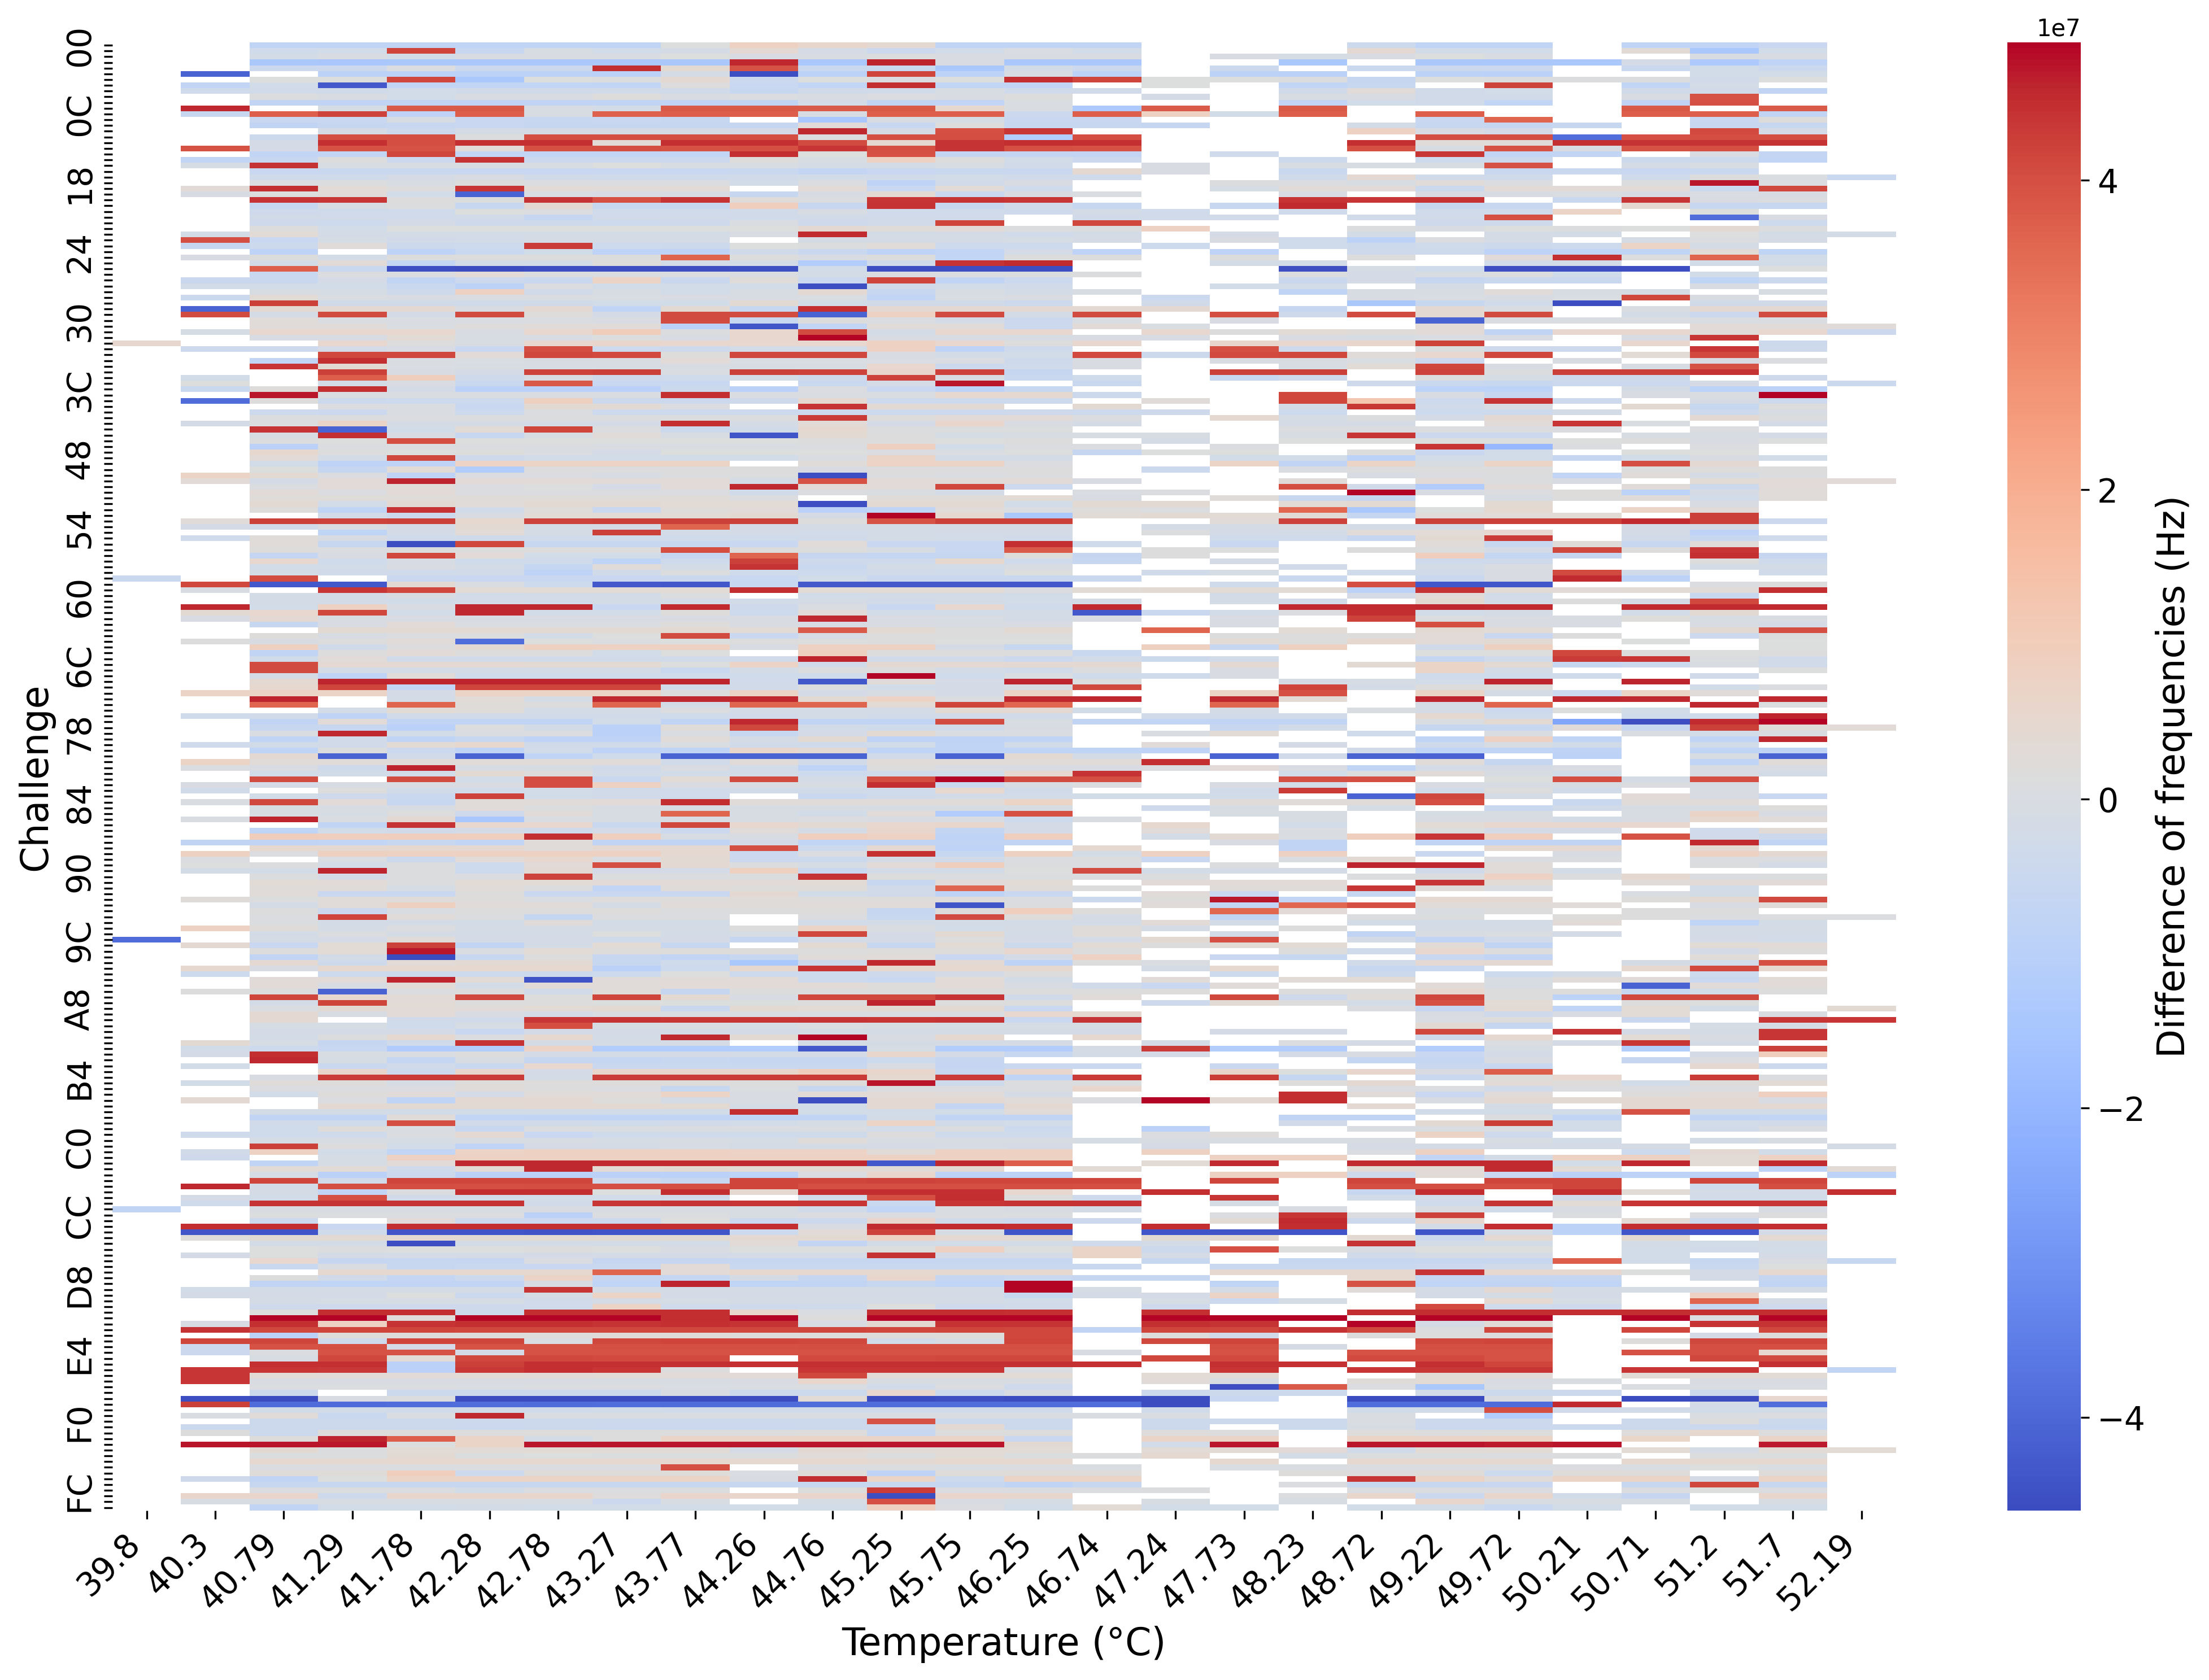 1e7
00
0C
18
24
30
3C
48
54
60
6C
78
84
90
9C
A8
B4
C0
CC
D8
E4
F0
FC
Challenge
39.8
40.3
40.79
41.29
41.78
42.28
42.78
43.27
43.77
44.26
44.76
45.25
45.75
46.25
46.74
47.24
47.73
48.23
48.72
49.22
49.72
50.21
50.71
51.2
51.7
52.19
Temperature (°C)
4
2
0
−2
−4
Difference of frequencies (Hz)